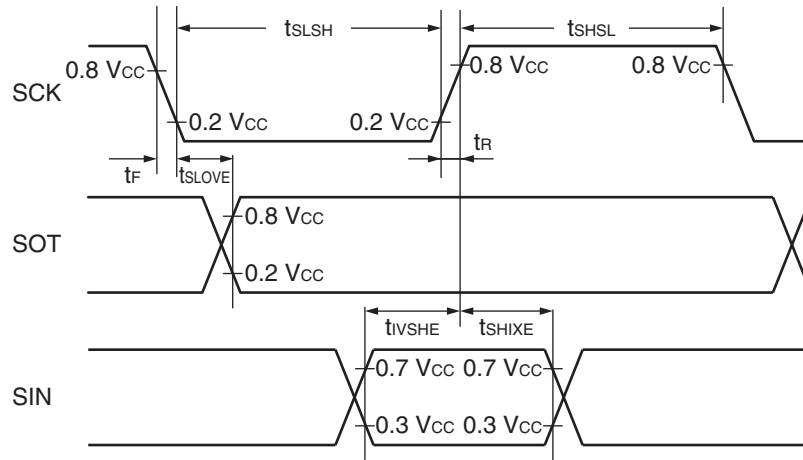 tSLSH tSHSL
SCK 0.8 VCC 0.8 VCC 0.8 VCC
0.2 VCC 0.2 VCC
tF tSLOVE tR
SOT 0.8 VCC
0.2 VCC
tIVSHE tSHIXE
SIN 0.7 VCC 0.7 VCC
0.3 VCC 0.3 VCC